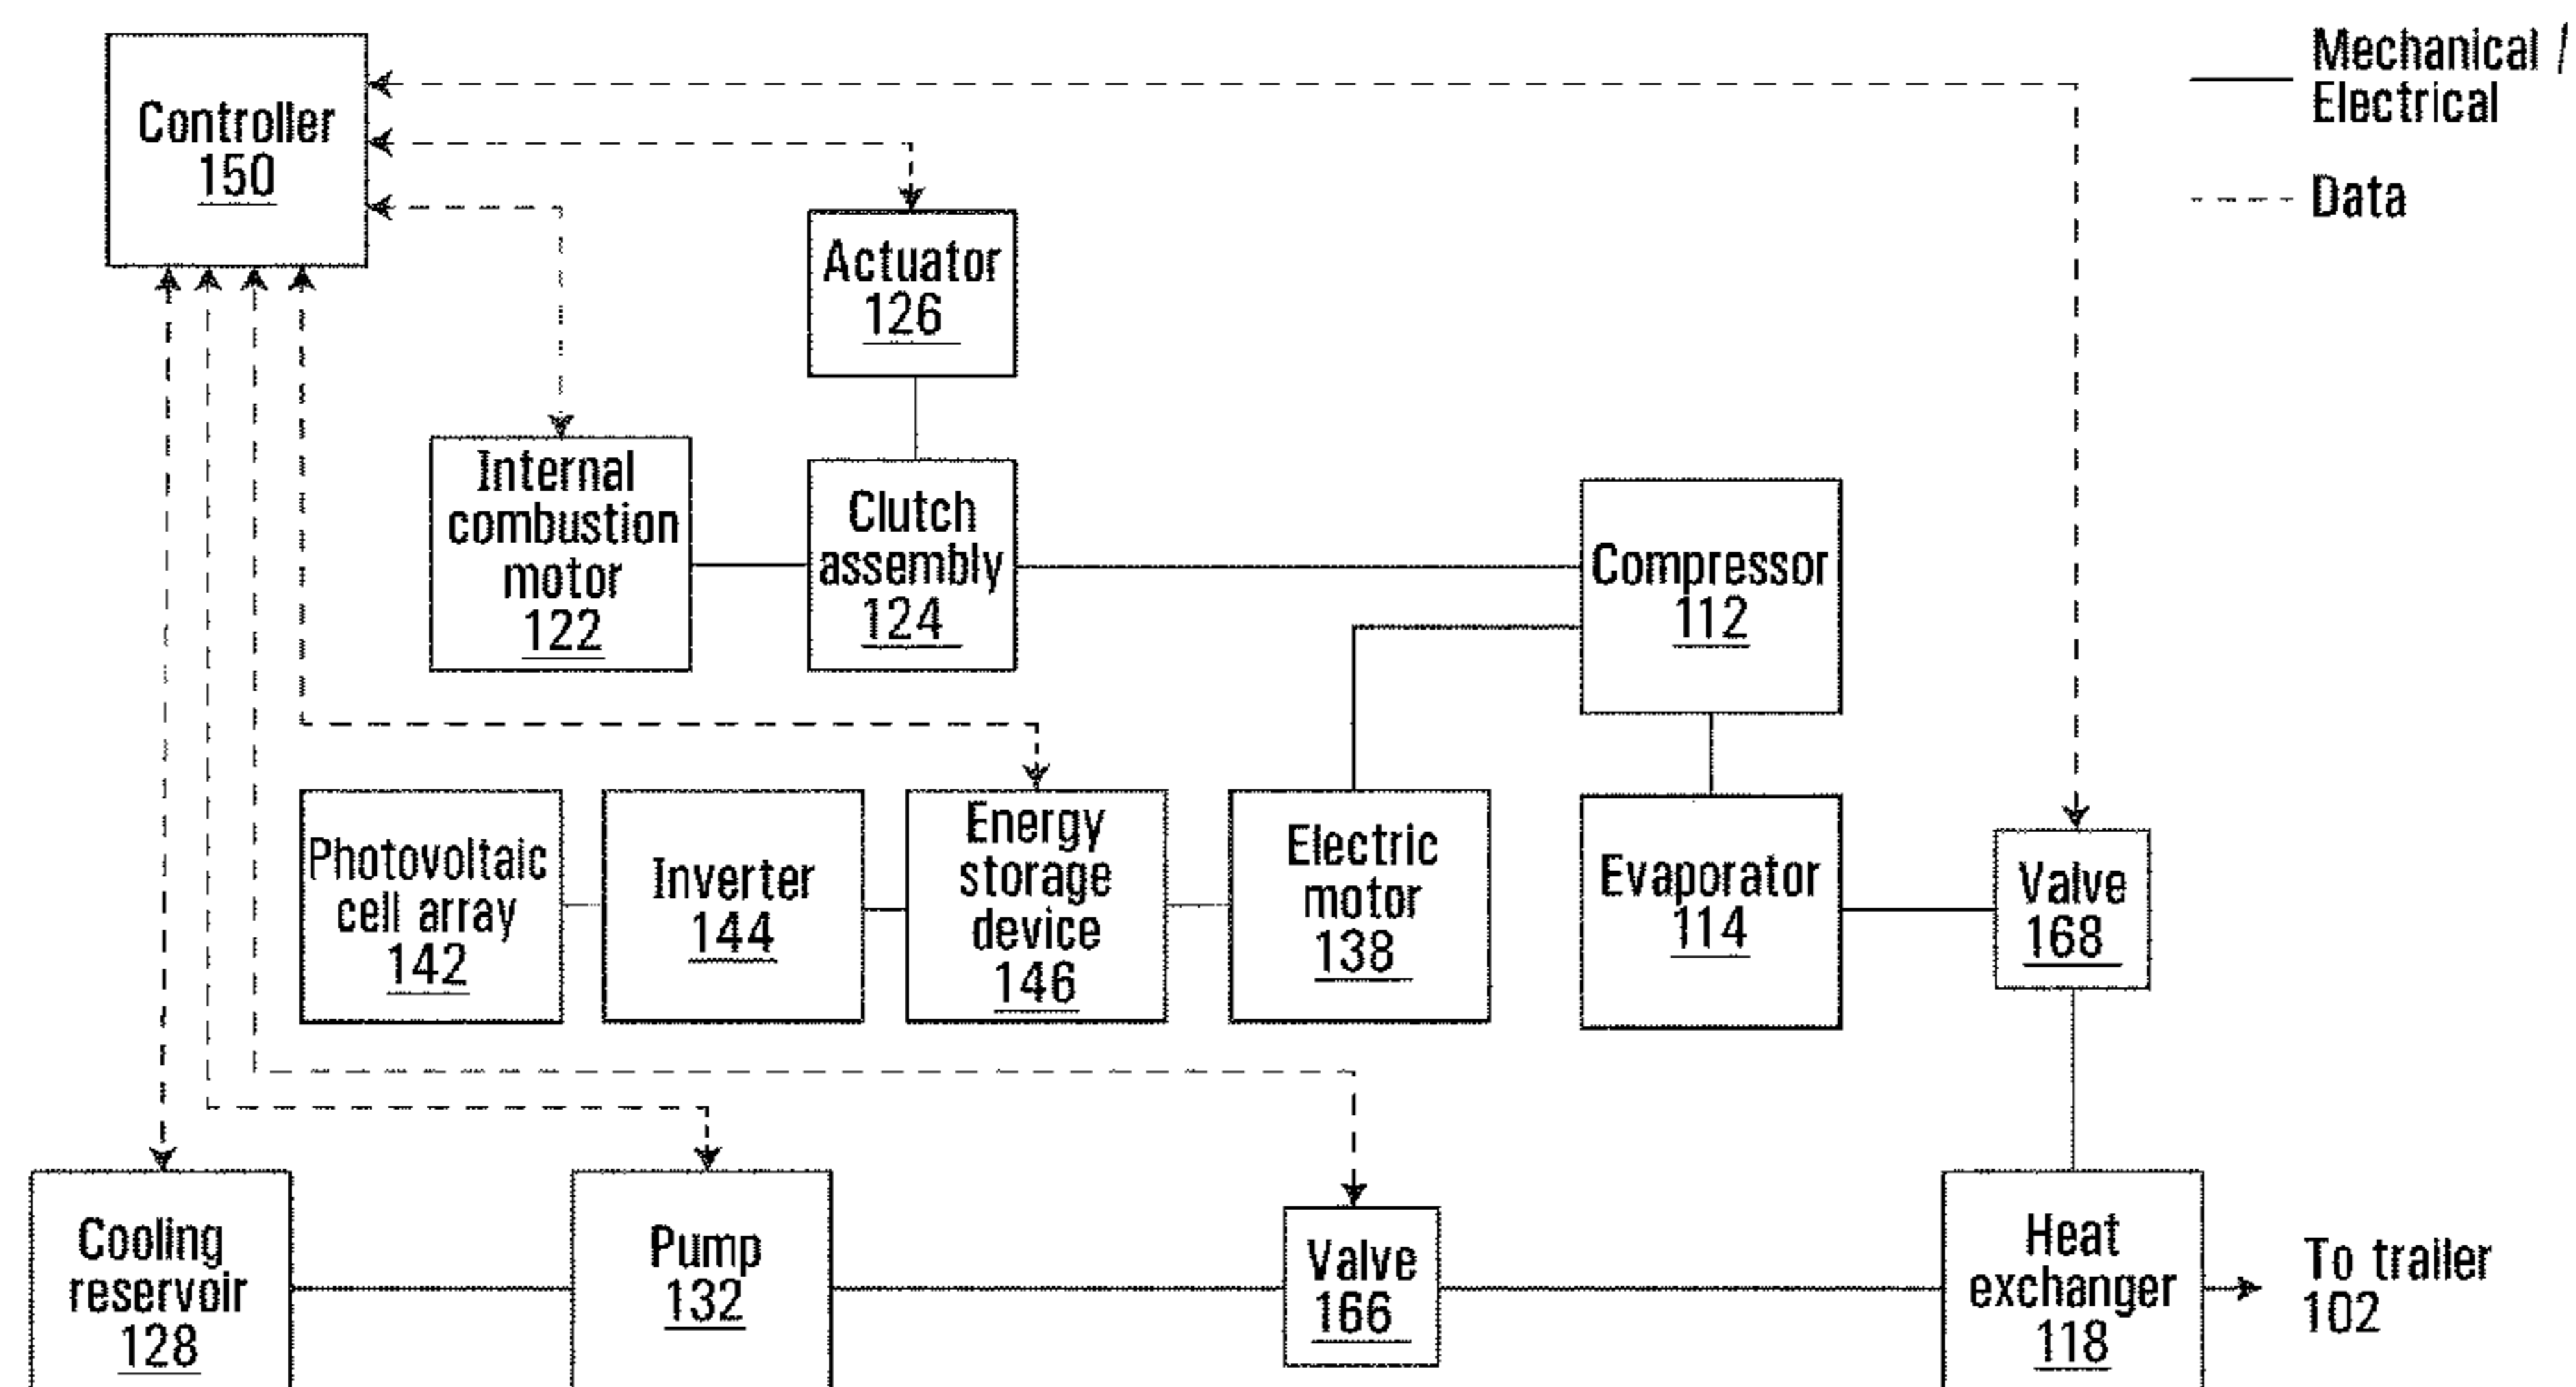 Mechanical /
Electrical
Data
Controller
150
Actuator
126
Internal
combustion
motor
122
Clutch
assembly
124
Compressor
112
Photovoltaic
cell array
142
Inverter
144
Energy
storage
device
146
Electric
motor
138
Evaporator
114
Valve
168
Cooling
reservoir
128
Pump
132
Valve
166
Heat
exchanger
118
To trailer
102